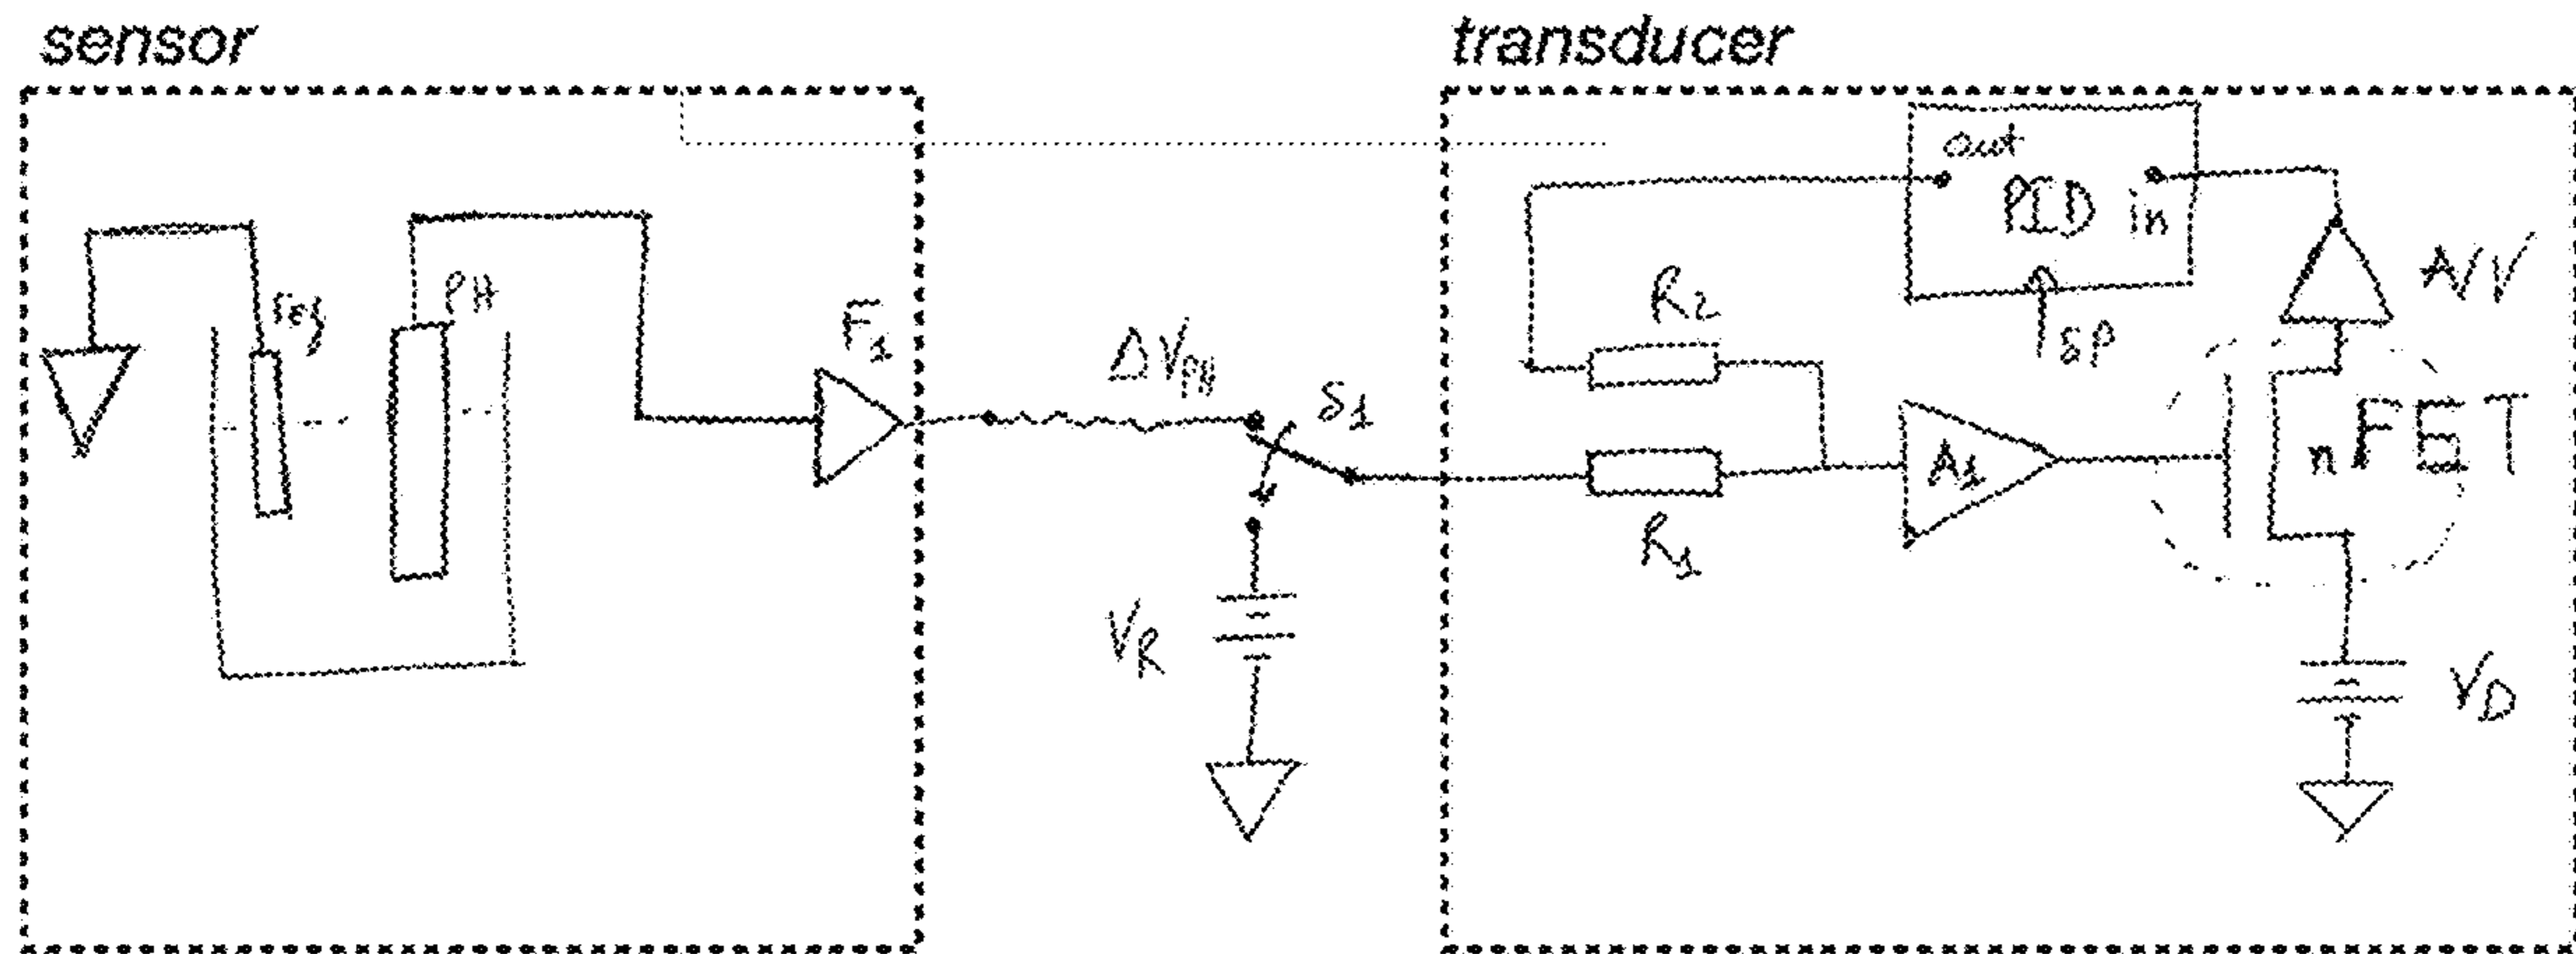 sensor
transducer
out
PID in
SP
A/V
ref
PH
F1
ΔVPH
S1
R2
R1
A1
nFET
VR
VD